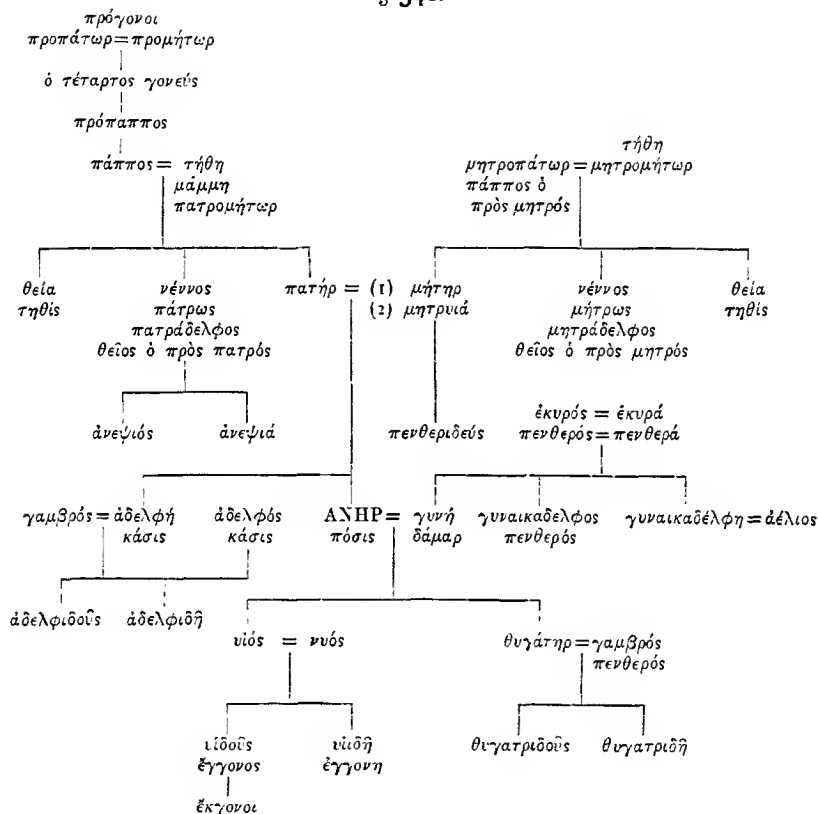 πρόγονοι
προπάτωρ = προμήτωρ
ὁ τέταρτος γονεύς
πρόπαππος
πάππος = τήθη
μάμμη
πατρομήτωρ
τήθη
μητροπάτωρ = μητρομήτωρ
πάππος ὁ
πρὸς μητρός
θεία
τηθίς
νέννος
πάτρως
πατράδελφος
θεῖος ὁ πρὸς πατρός
πατήρ = (1) μήτηρ
(2) μητρυιά
νέννος
μήτρως
μητράδελφος
θεῖος ὁ πρὸς μητρός
θεία
τηθίς
ἀνεψιός
ἀνεψιά
πενθεριδεύς
ἑκυρός = ἑκυρά
πενθερός = πενθερά
γαμβρός = ἀδελφή
κάσις
ἀδελφός
κάσις
ΑΝΗΡ = γυνή
πόσις
δάμαρ
γυναικαδελφος
πενθερός
γυναικαδέλφη = ἀέλιος
ἀδελφιδοῦς
ἀδελφιδῆ
υἱός = νυός
θυγάτηρ = γαμβρός
πενθερός
υἱδοῦς
ἔγγονος
υἱιδῆ
ἐγγονη
θυγατριδοῦς
θυγατριδῆ
ἔκγονοι